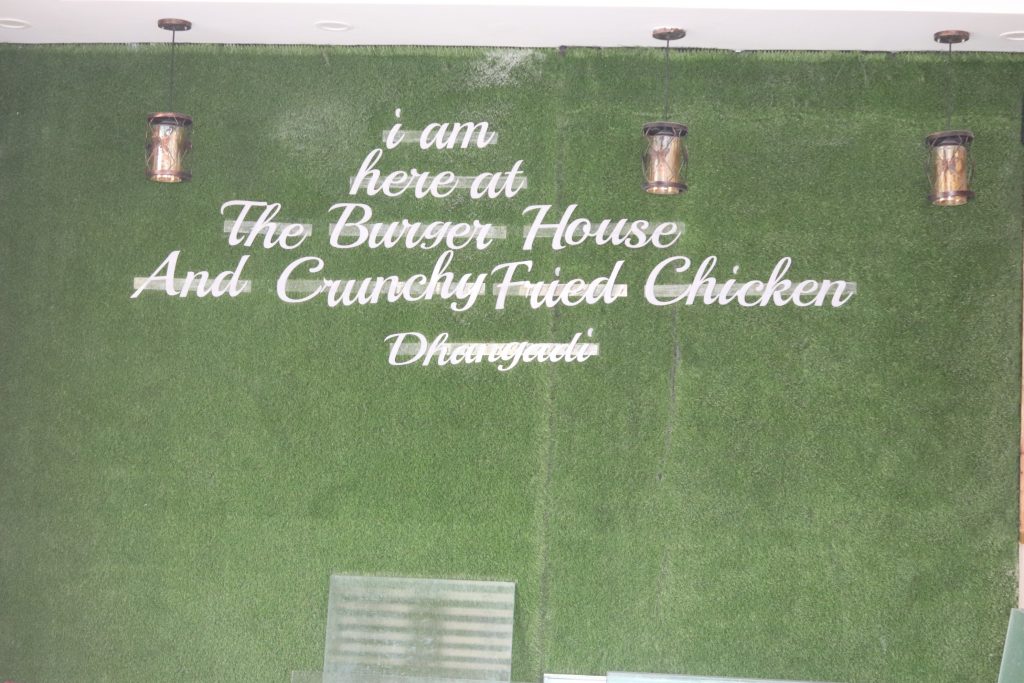 i am
here at
The Burger House
And Crunchy Fried Chicken
Dhangadi